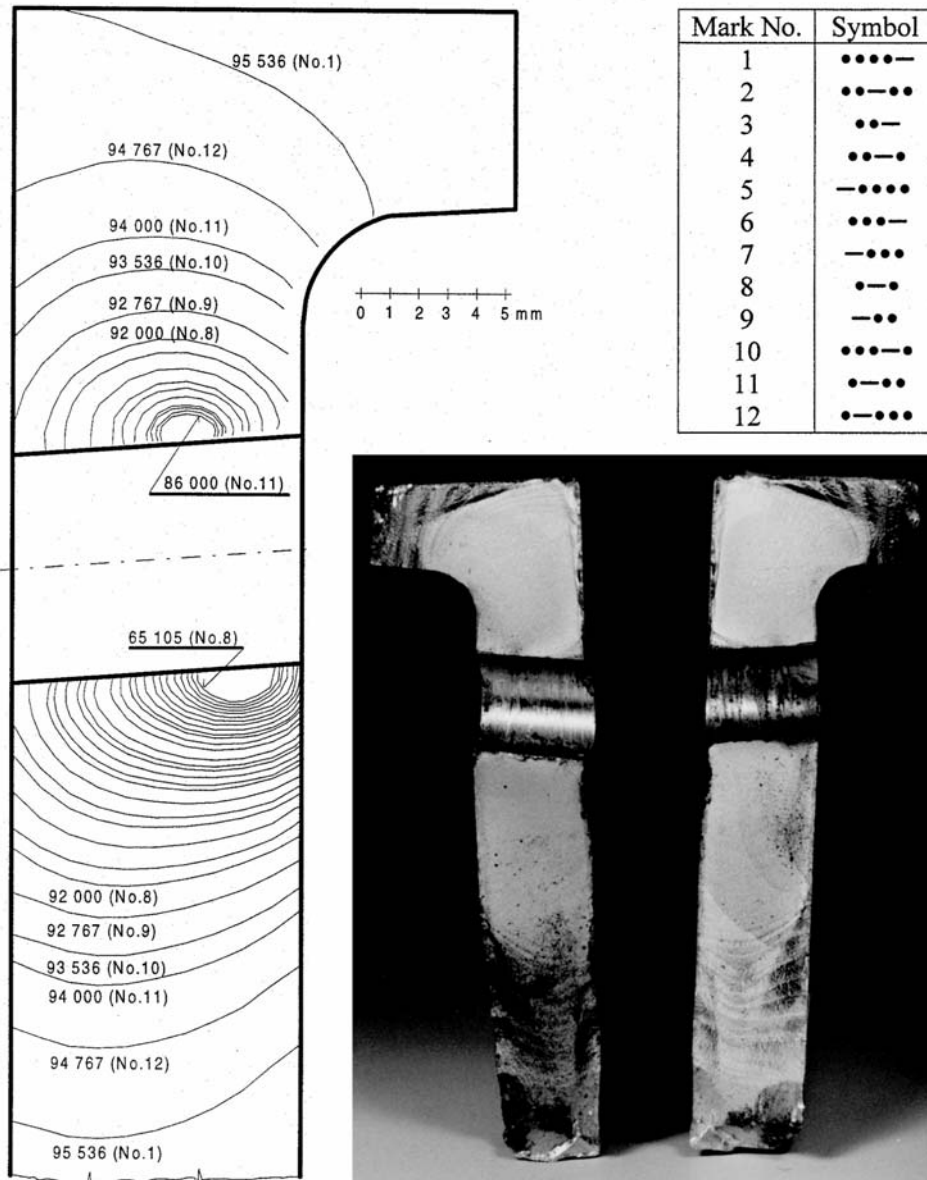 95 536 (No.1)
94 767 (No.12)
94 000 (No.11)
93 536 (No.10)
92 767 (No.9)
92 000 (No.8)
0 1 2 3 4 5 mm
86 000 (No.11)
65 105 (No.8)
92 000 (No.8)
92 767 (No.9)
93 536 (No.10)
94 000 (No.11)
94 767 (No.12)
95 536 (No.1)
Mark No. Symbol
1 ●●●●—
2 ●●—●●
3 ●●—
4 ●●—●
5 —●●●●
6 ●●●—
7 —●●●
8 ●—●
9 —●●
10 ●●●—●
11 ●—●●
12 ●—●●●